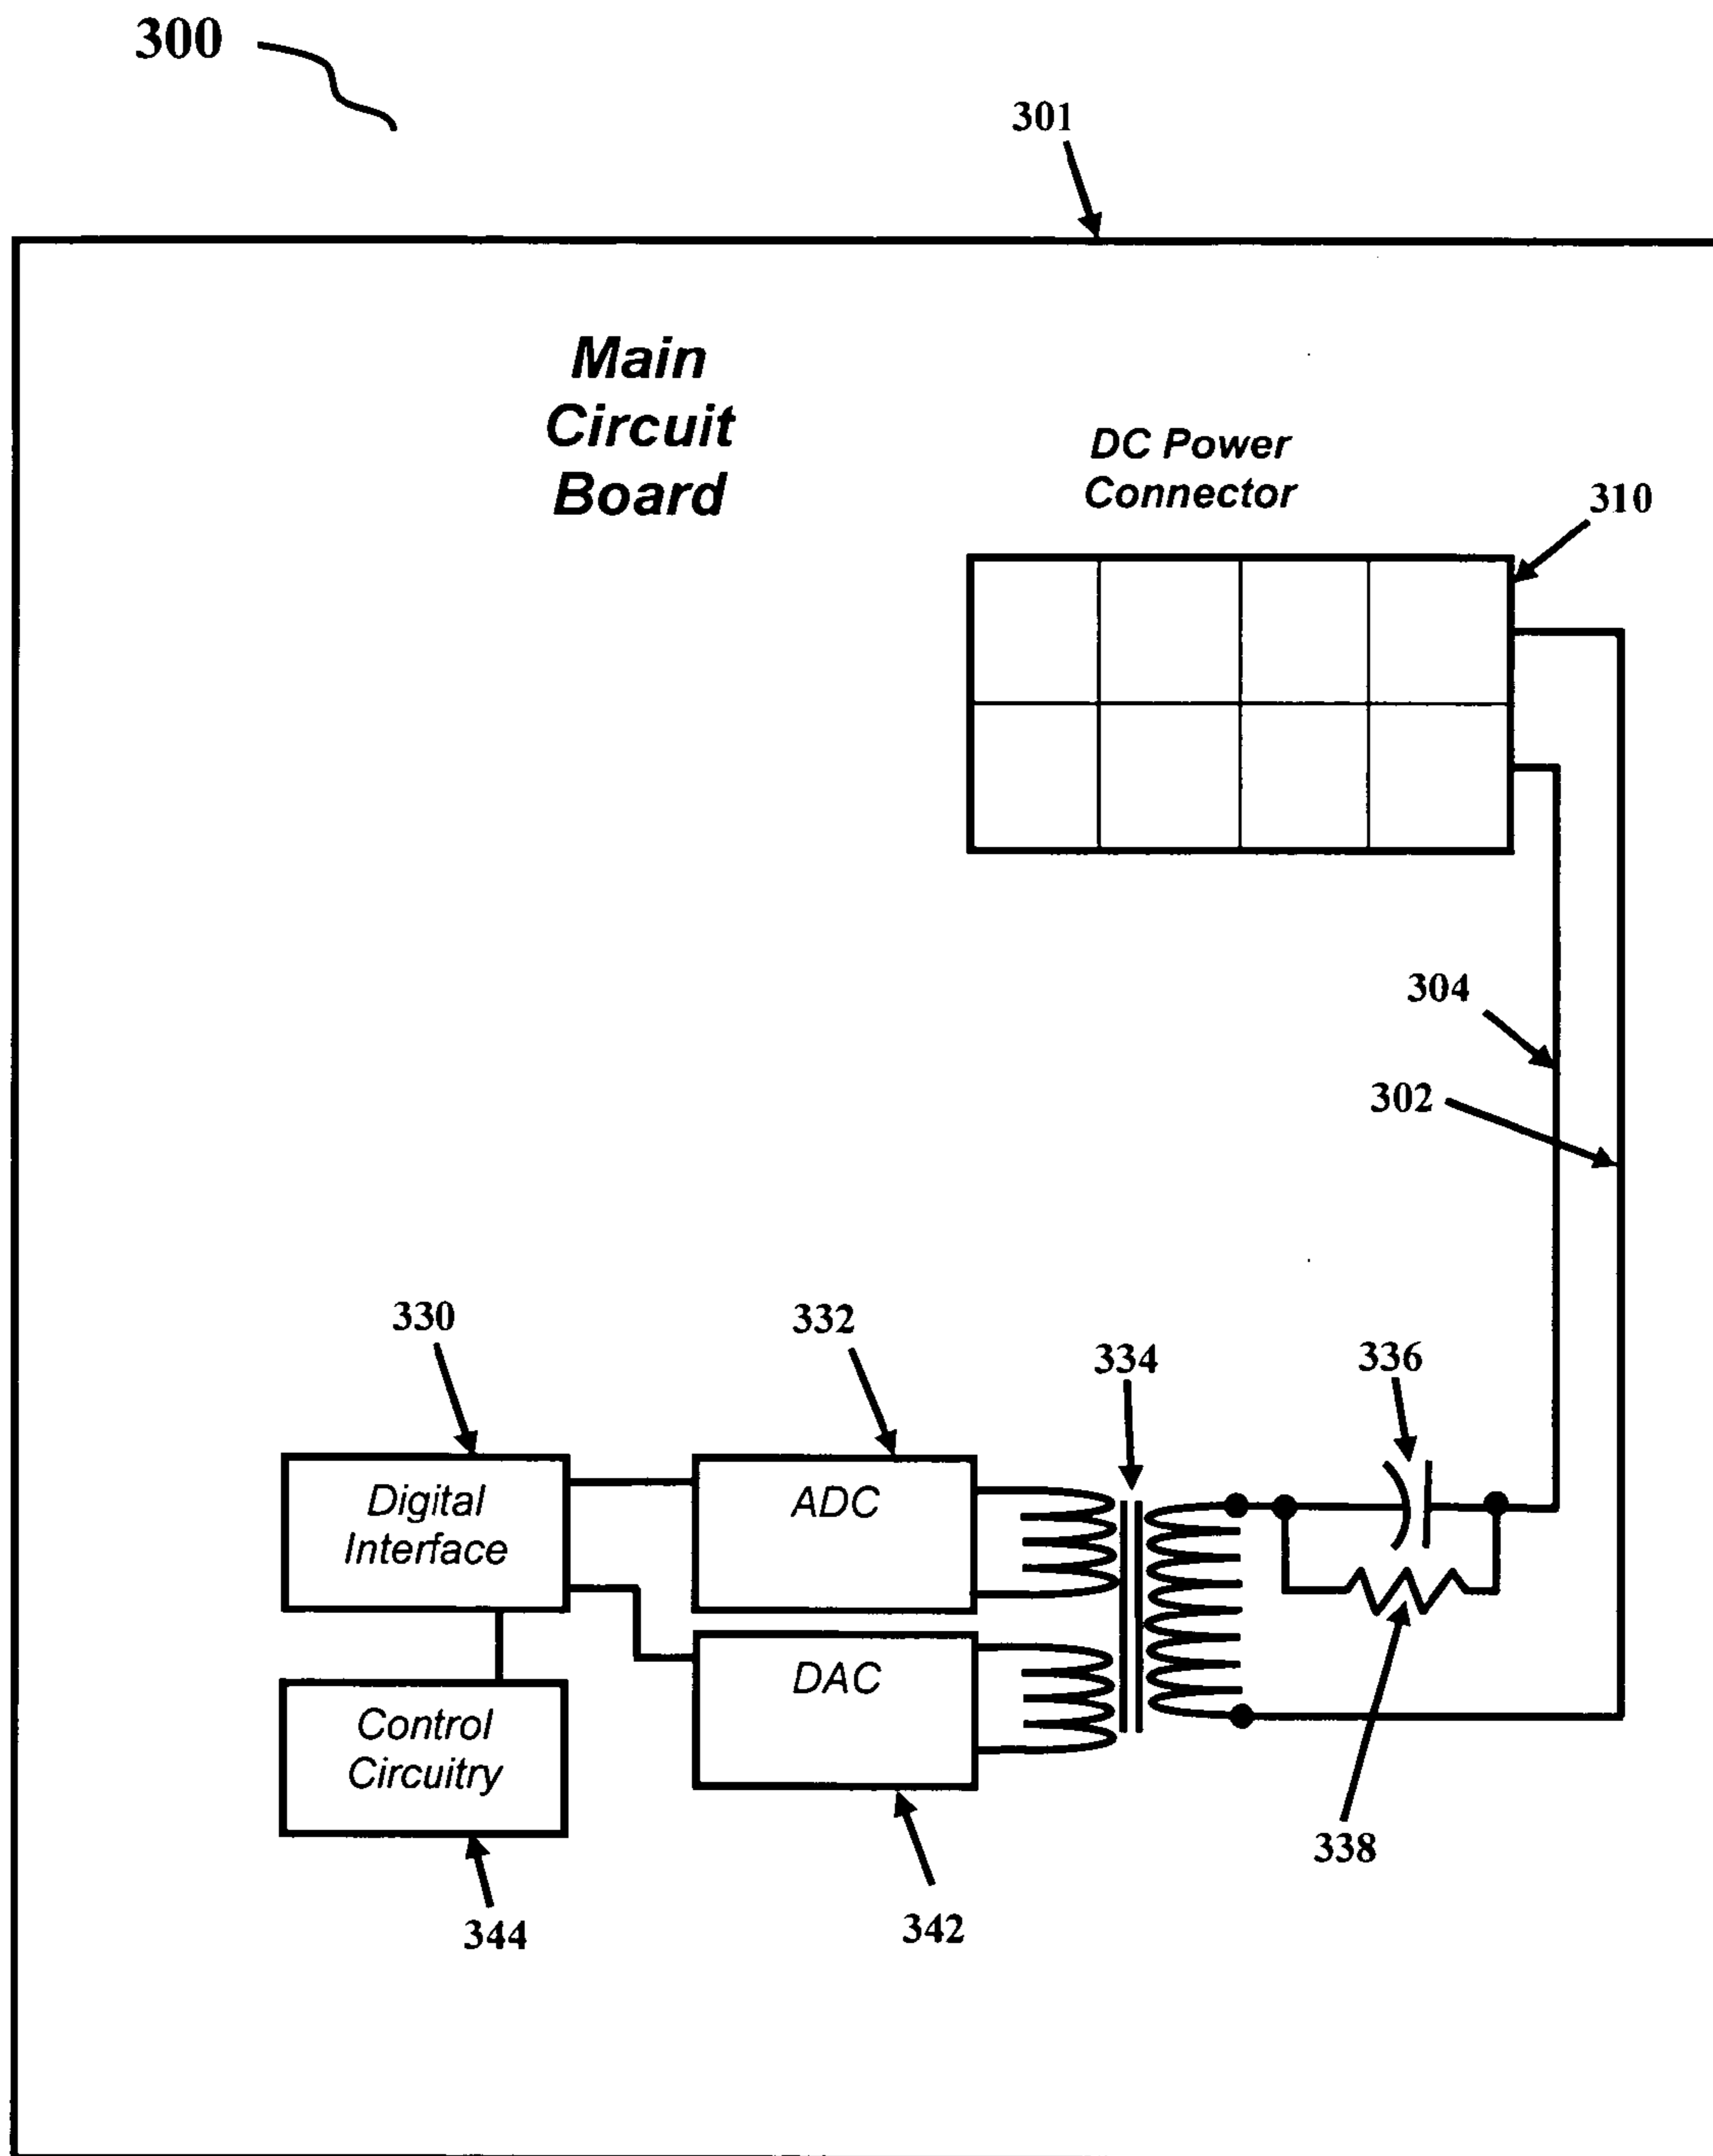 300
301
Main
Circuit
Board
DC Power
Connector
310
304
302
330
332
334
336
Digital
Interface
ADC
DAC
Control
Circuitry
338
344
342